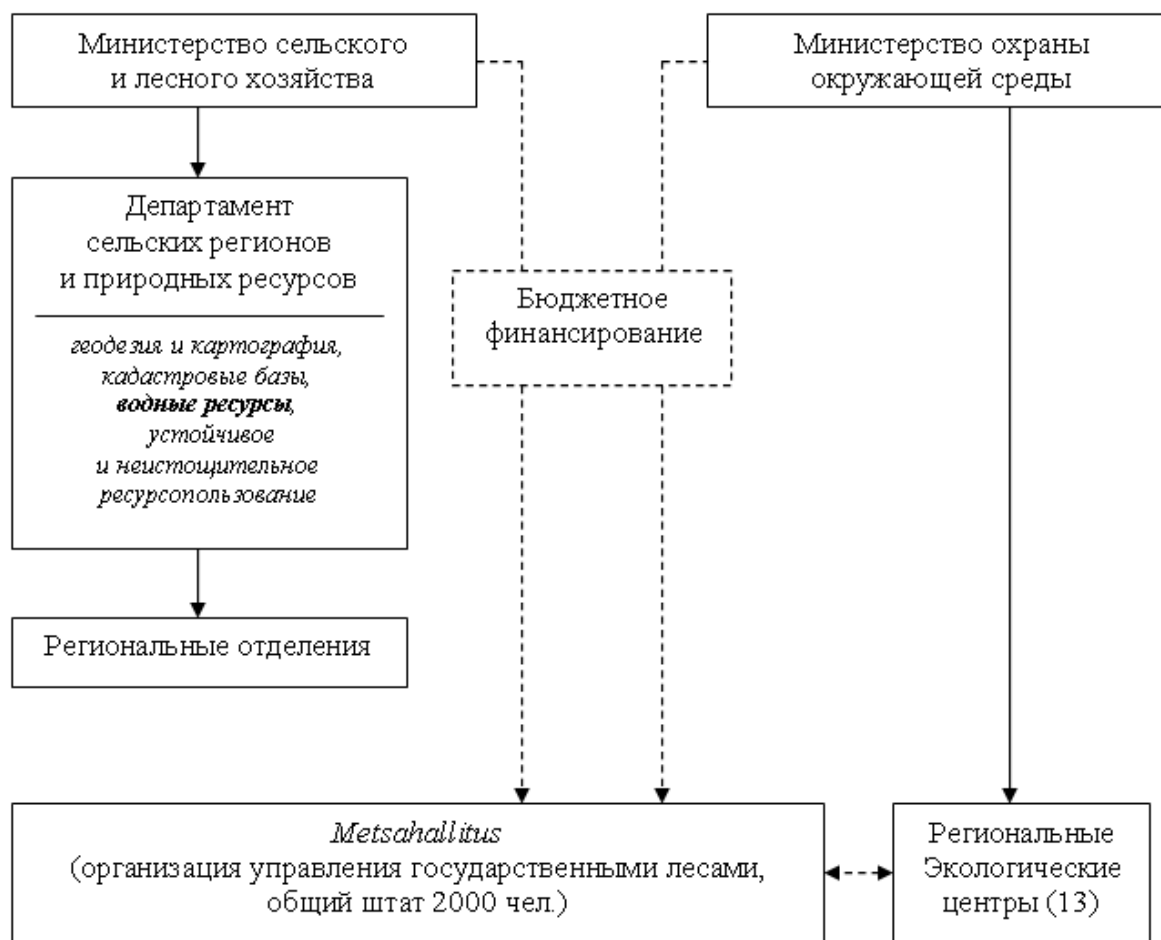 Министерство сельского
и лесного хозяйства
Министерство охраны
окружающей среды
Департамент
сельских регионов
и природных ресурсов
геодезия и картография,
кадастровые базы,
водные ресурсы,
устойчивое
и неистощительное
ресурсопользование
Бюджетное
финансирование
Региональные отделения
Metsahallitus
(организация управления государственными лесами,
общий штат 2000 чел.)
Региональные
Экологические
центры (13)